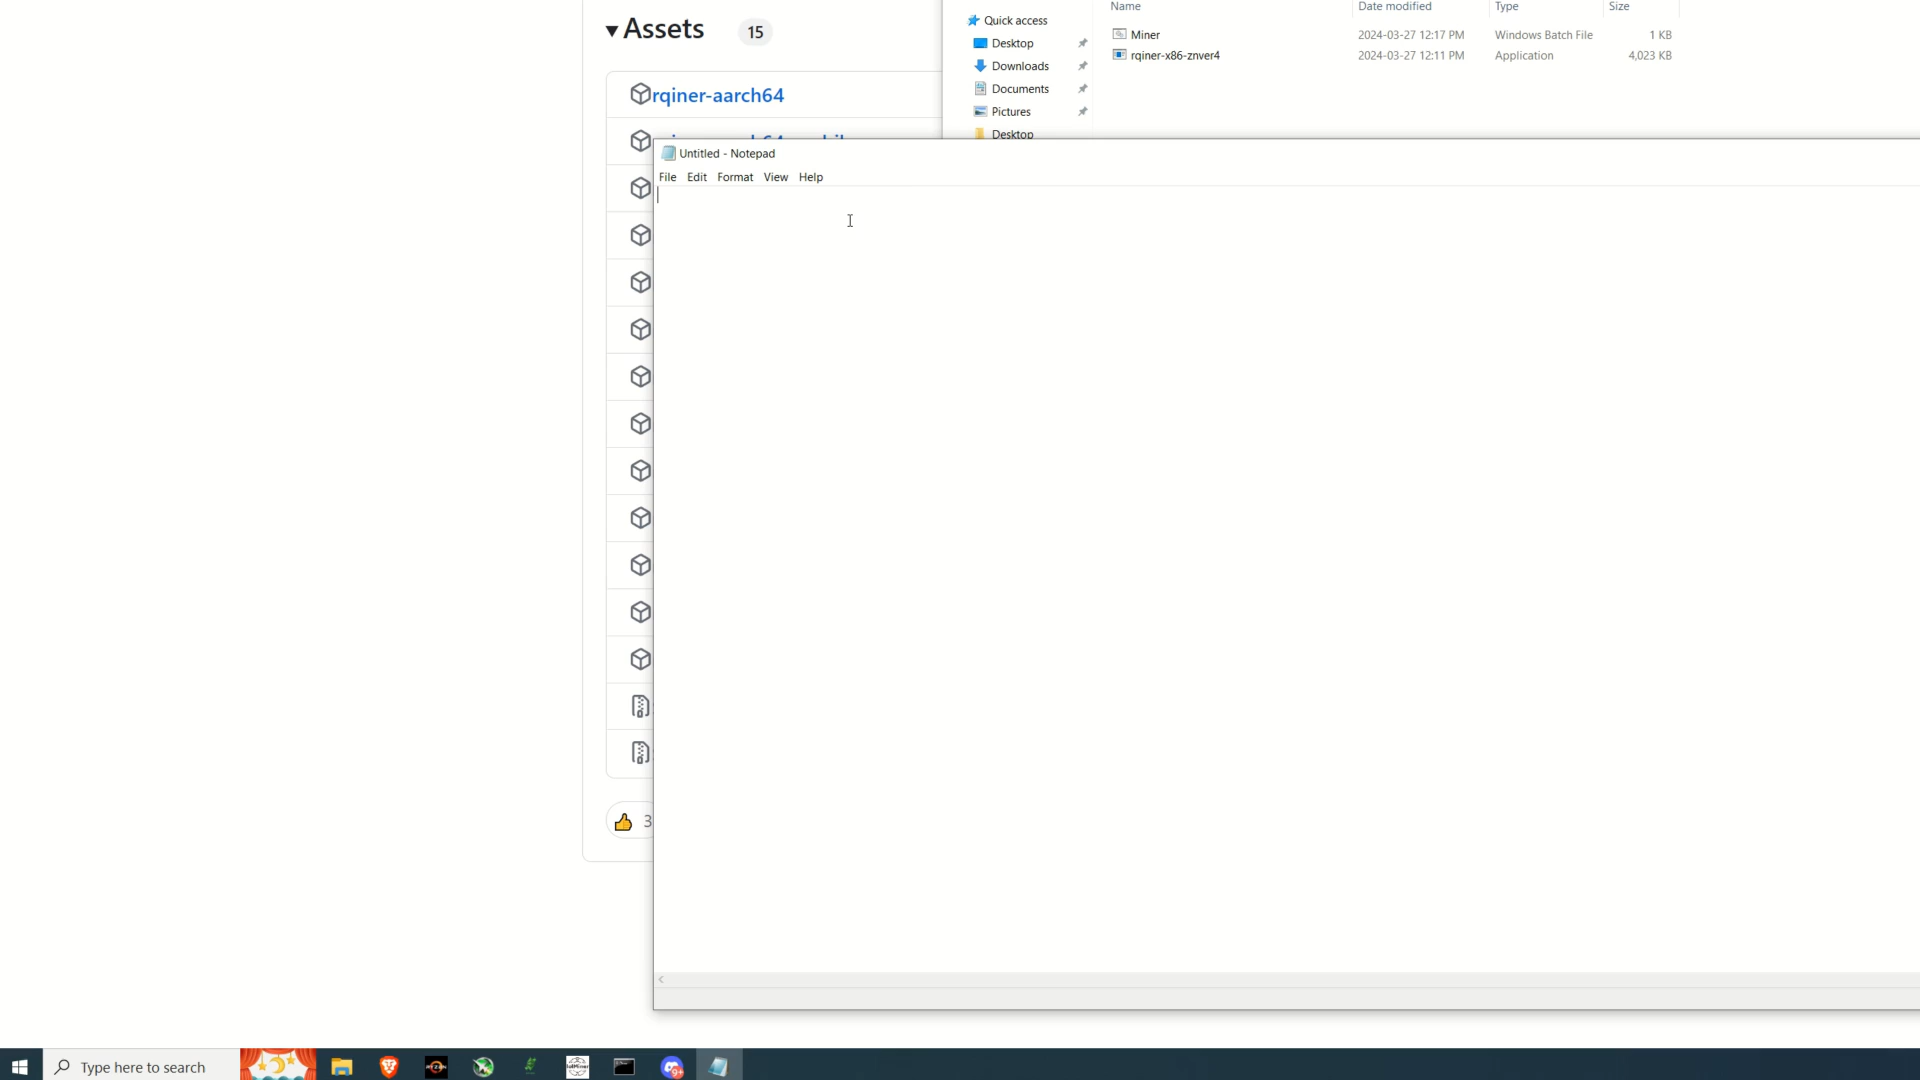 Assets 15
rqiner-aarch64
Quick access
Desktop
Downloads
Documents
Pictures
Desktop
Name Date modified Type Size
Miner 2024-03-27 12:17 PM Windows Batch File 1 KB
rqiner-x86-znver4 2024-03-27 12:11 PM Application 4,023 KB
Untitled - Notepad
File Edit Format View Help
3
Type here to search
RYZEN
9+